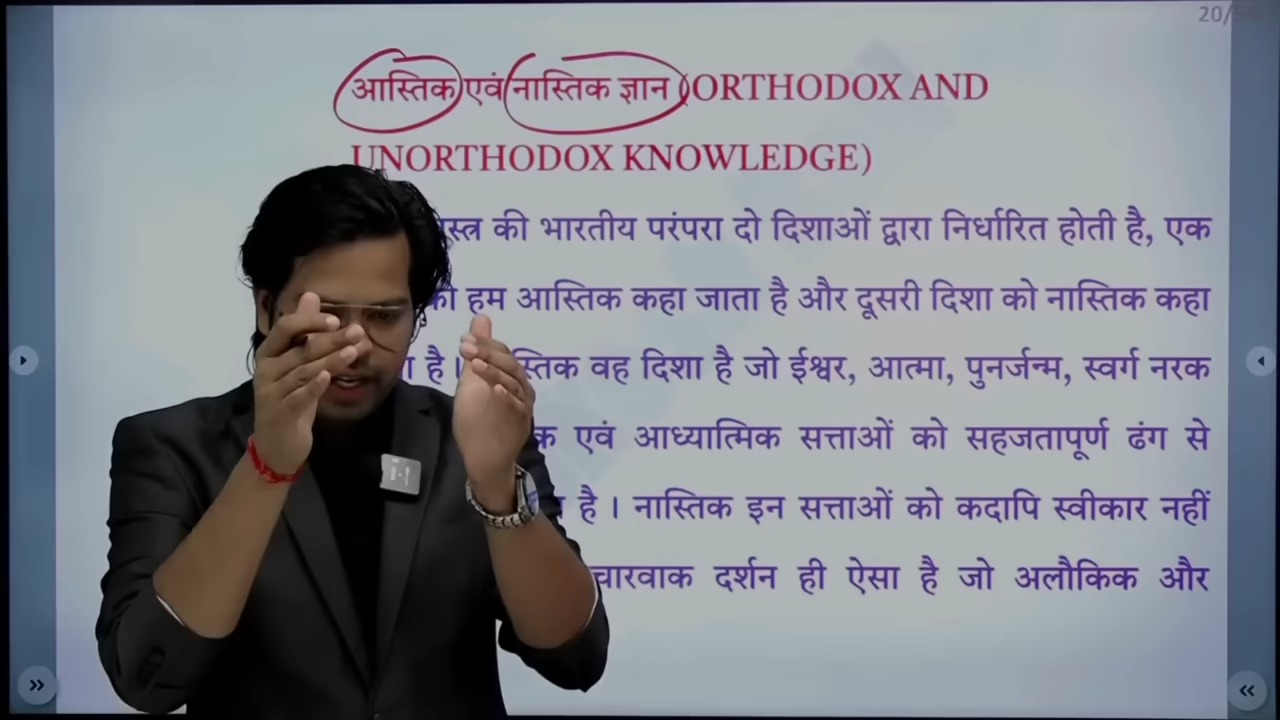 20/54
आस्तिक एवं नास्तिक ज्ञान (ORTHODOX AND
UNORTHODOX KNOWLEDGE)
की भारतीय परंपरा दो दिशाओं द्वारा निर्धारित होती है, एक
को हम आस्तिक कहा जाता है और दूसरी दिशा को नास्तिक कहा
है। वह दिशा है जो ईश्वर, आत्मा, पुनर्जन्म, स्वर्ग नरक
एवं आध्यात्मिक सत्ताओं को सहजतापूर्ण ढंग से
है। नास्तिक इन सत्ताओं को कदापि स्वीकार नहीं
चारवाक दर्शन ही ऐसा है जो अलौकिक और